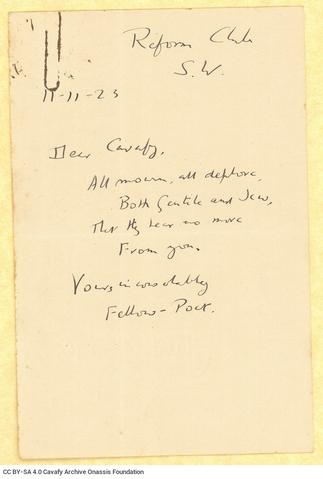 Reform Club
S.W.
11-11-23
Dear Cavafy,
All mourn, all deplore,
Both Gentile and Jew,
That they hear no more
From you.
Yours inconsolably
Fellow-Poet.
CC BY-SA 4.0 Cavafy Archive Onassis Foundation